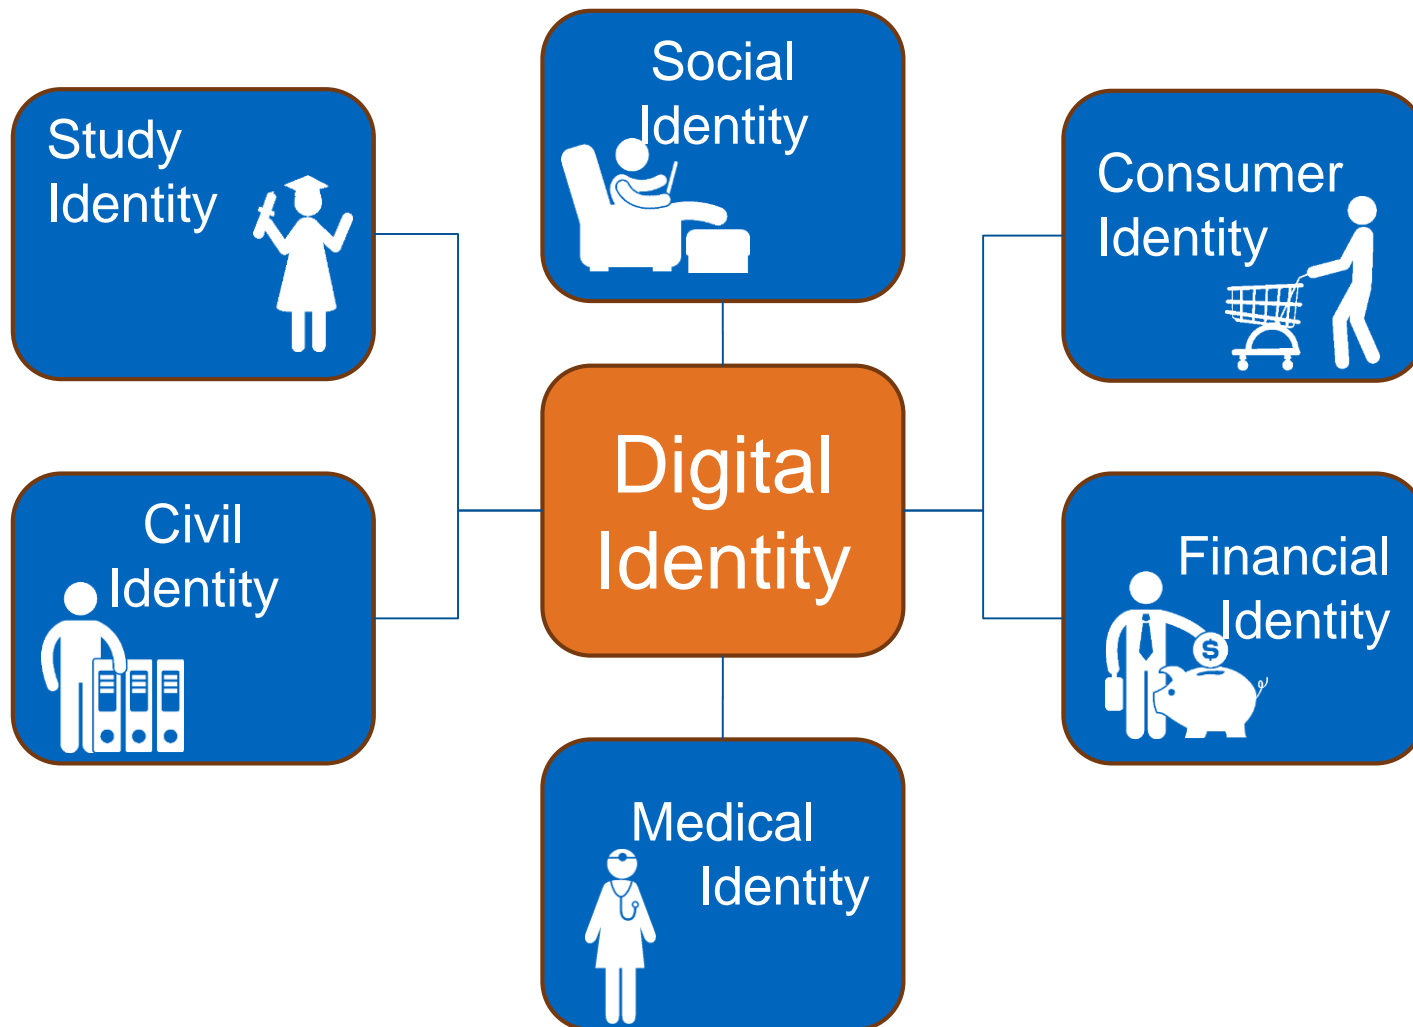 Social
Identity
Study
Identity
Consumer
Identity
Digital
Identity
Civil
Identity
Financial
Identity
$
Medical
Identity